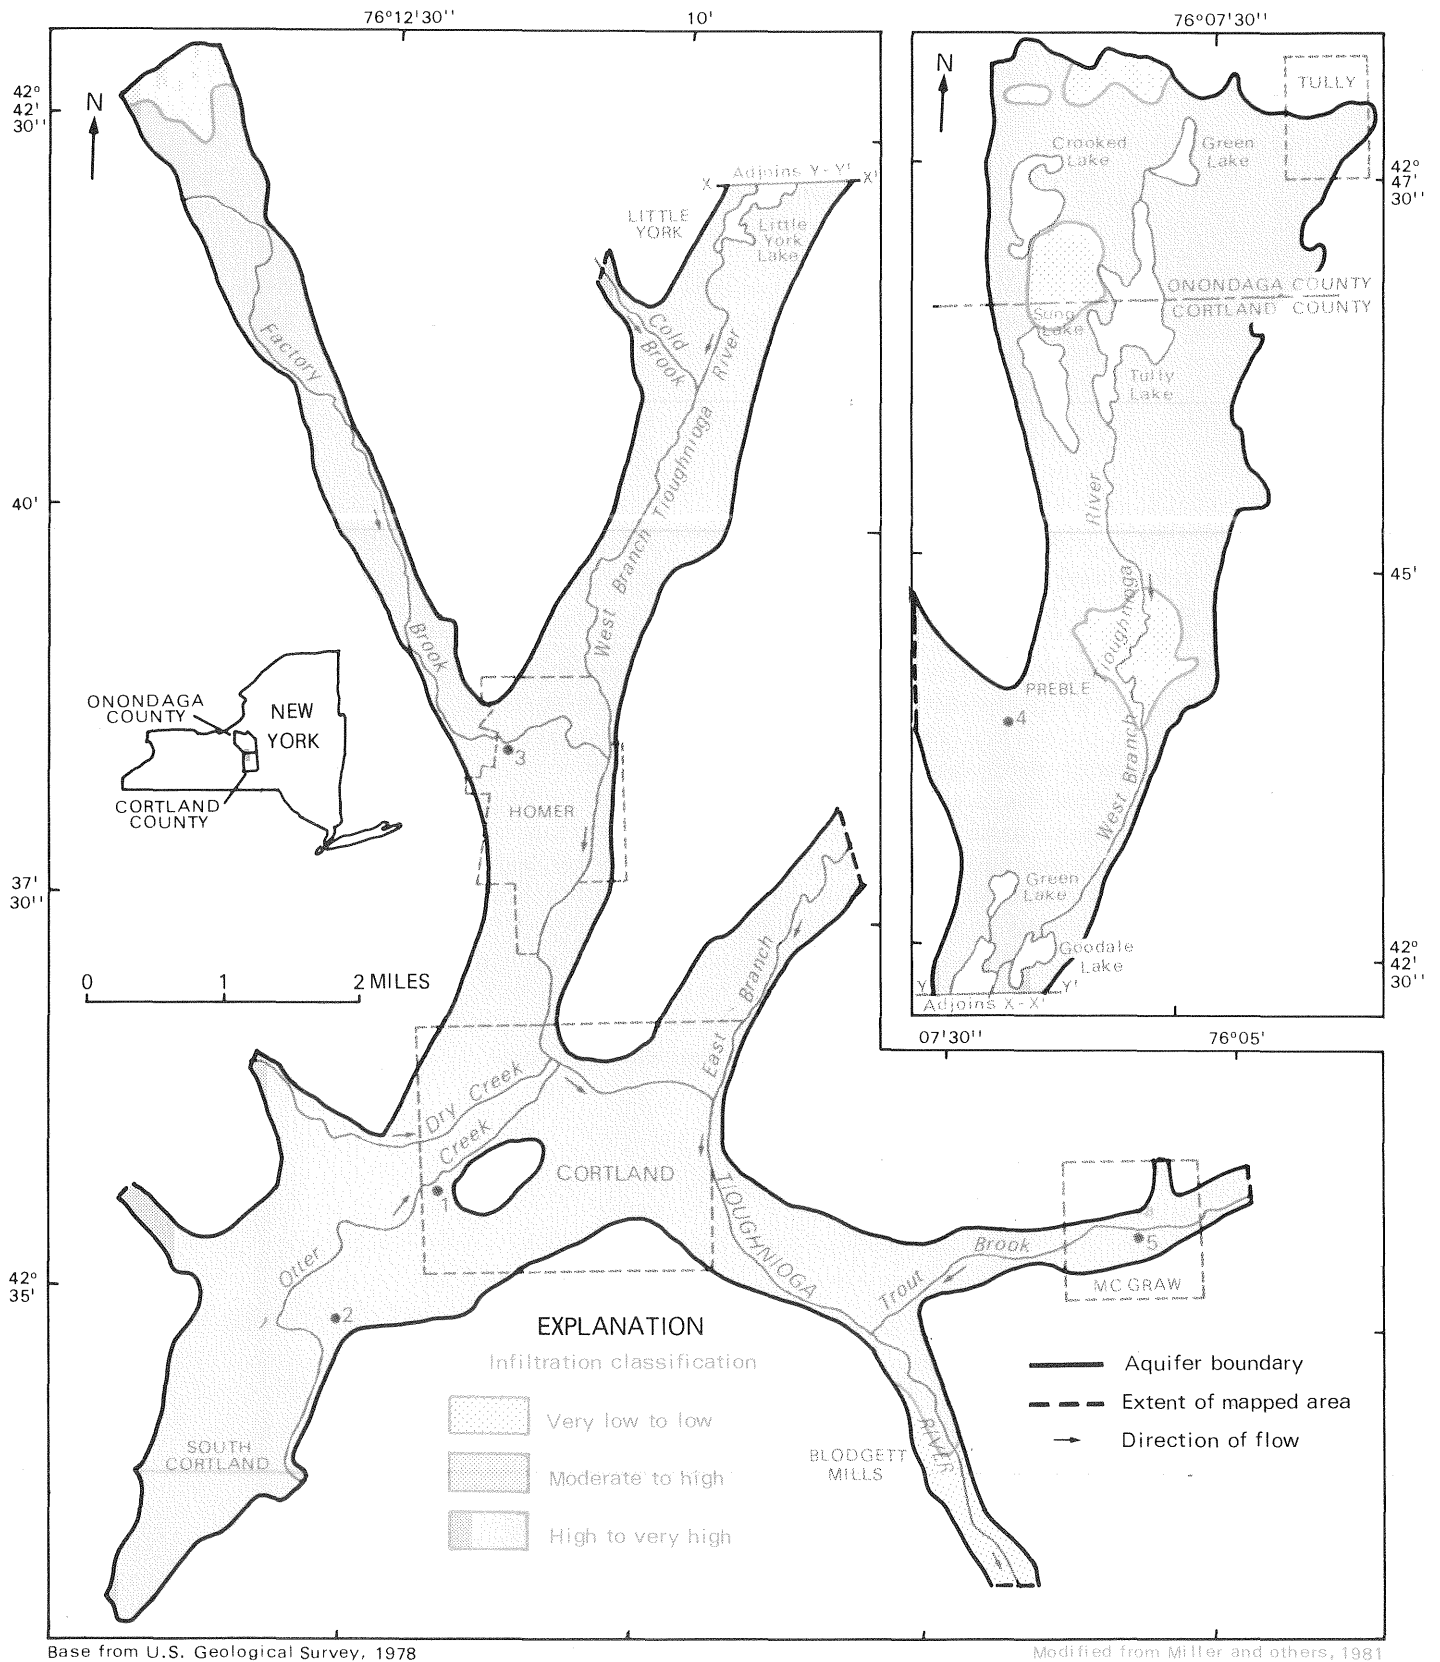 76°12'30''
10'
76°07'30''
42°
42'
30''
N
N
TULLY
Crooked
Lake
Green
Lake
42°
47'
30''
Adjoins Y-Y'
X
X'
LITTLE
YORK
Little
York
Lake
ONONDAGA COUNTY
CORTLAND COUNTY
Song
Lake
Cold
Brook
River
Factory
Tully
Lake
40'
West Branch Tioughnioga
River
45'
Brook
Tioughnioga
PREBLE
4
West Branch
ONONDAGA
COUNTY
NEW
YORK
CORTLAND
COUNTY
3
HOMER
37'
30''
Green
Lake
Goodale
Lake
42°
42'
30''
Y
Y'
Adjoins X-X'
07'30''
76°05'
0
1
2 MILES
East Branch
Dry Creek
Creek
CORTLAND
1
TIOUGHNIOGA
Otter
Brook
5
Trout
MC GRAW
42°
35'
2
EXPLANATION
Infiltration classification
Very low to low
Moderate to high
High to very high
Aquifer boundary
Extent of mapped area
Direction of flow
SOUTH
CORTLAND
BLODGETT
MILLS
RIVER
Base from U.S. Geological Survey, 1978
Modified from Miller and others, 1981